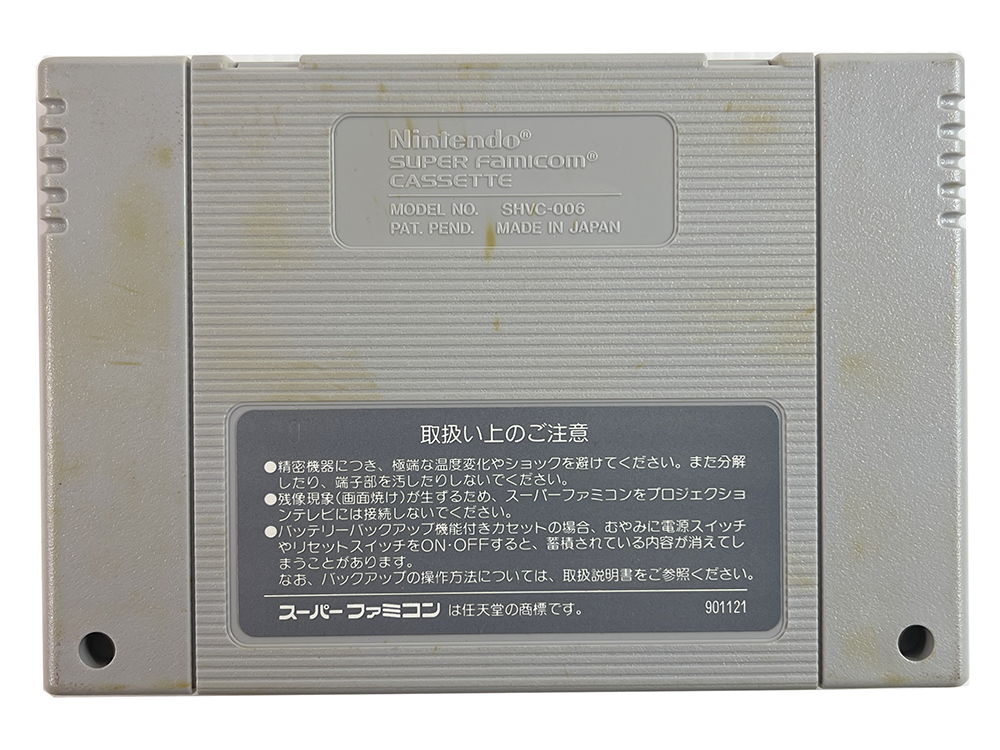 Nintendo®
SUPER FAMICOM®
CASSETTE
MODEL NO. SHVC-006
PAT. PEND. MADE IN JAPAN
取扱い上のご注意
●精密機器につき、極端な温度変化やショックを避けてください。また分解
したり、端子部を汚したりしないでください。
●残像現象(画面焼け)が生ずるため、スーパーファミコンをプロジェクショ
ンテレビには接続しないでください。
●バッテリーバックアップ機能付きカセットの場合、むやみに電源スイッチ
やリセットスイッチをON・OFFすると、蓄積されている内容が消えてし
まうことがあります。
なお、バックアップの操作方法については、取扱説明書をご参照ください。
スーパーファミコン は任天堂の商標です。 901121